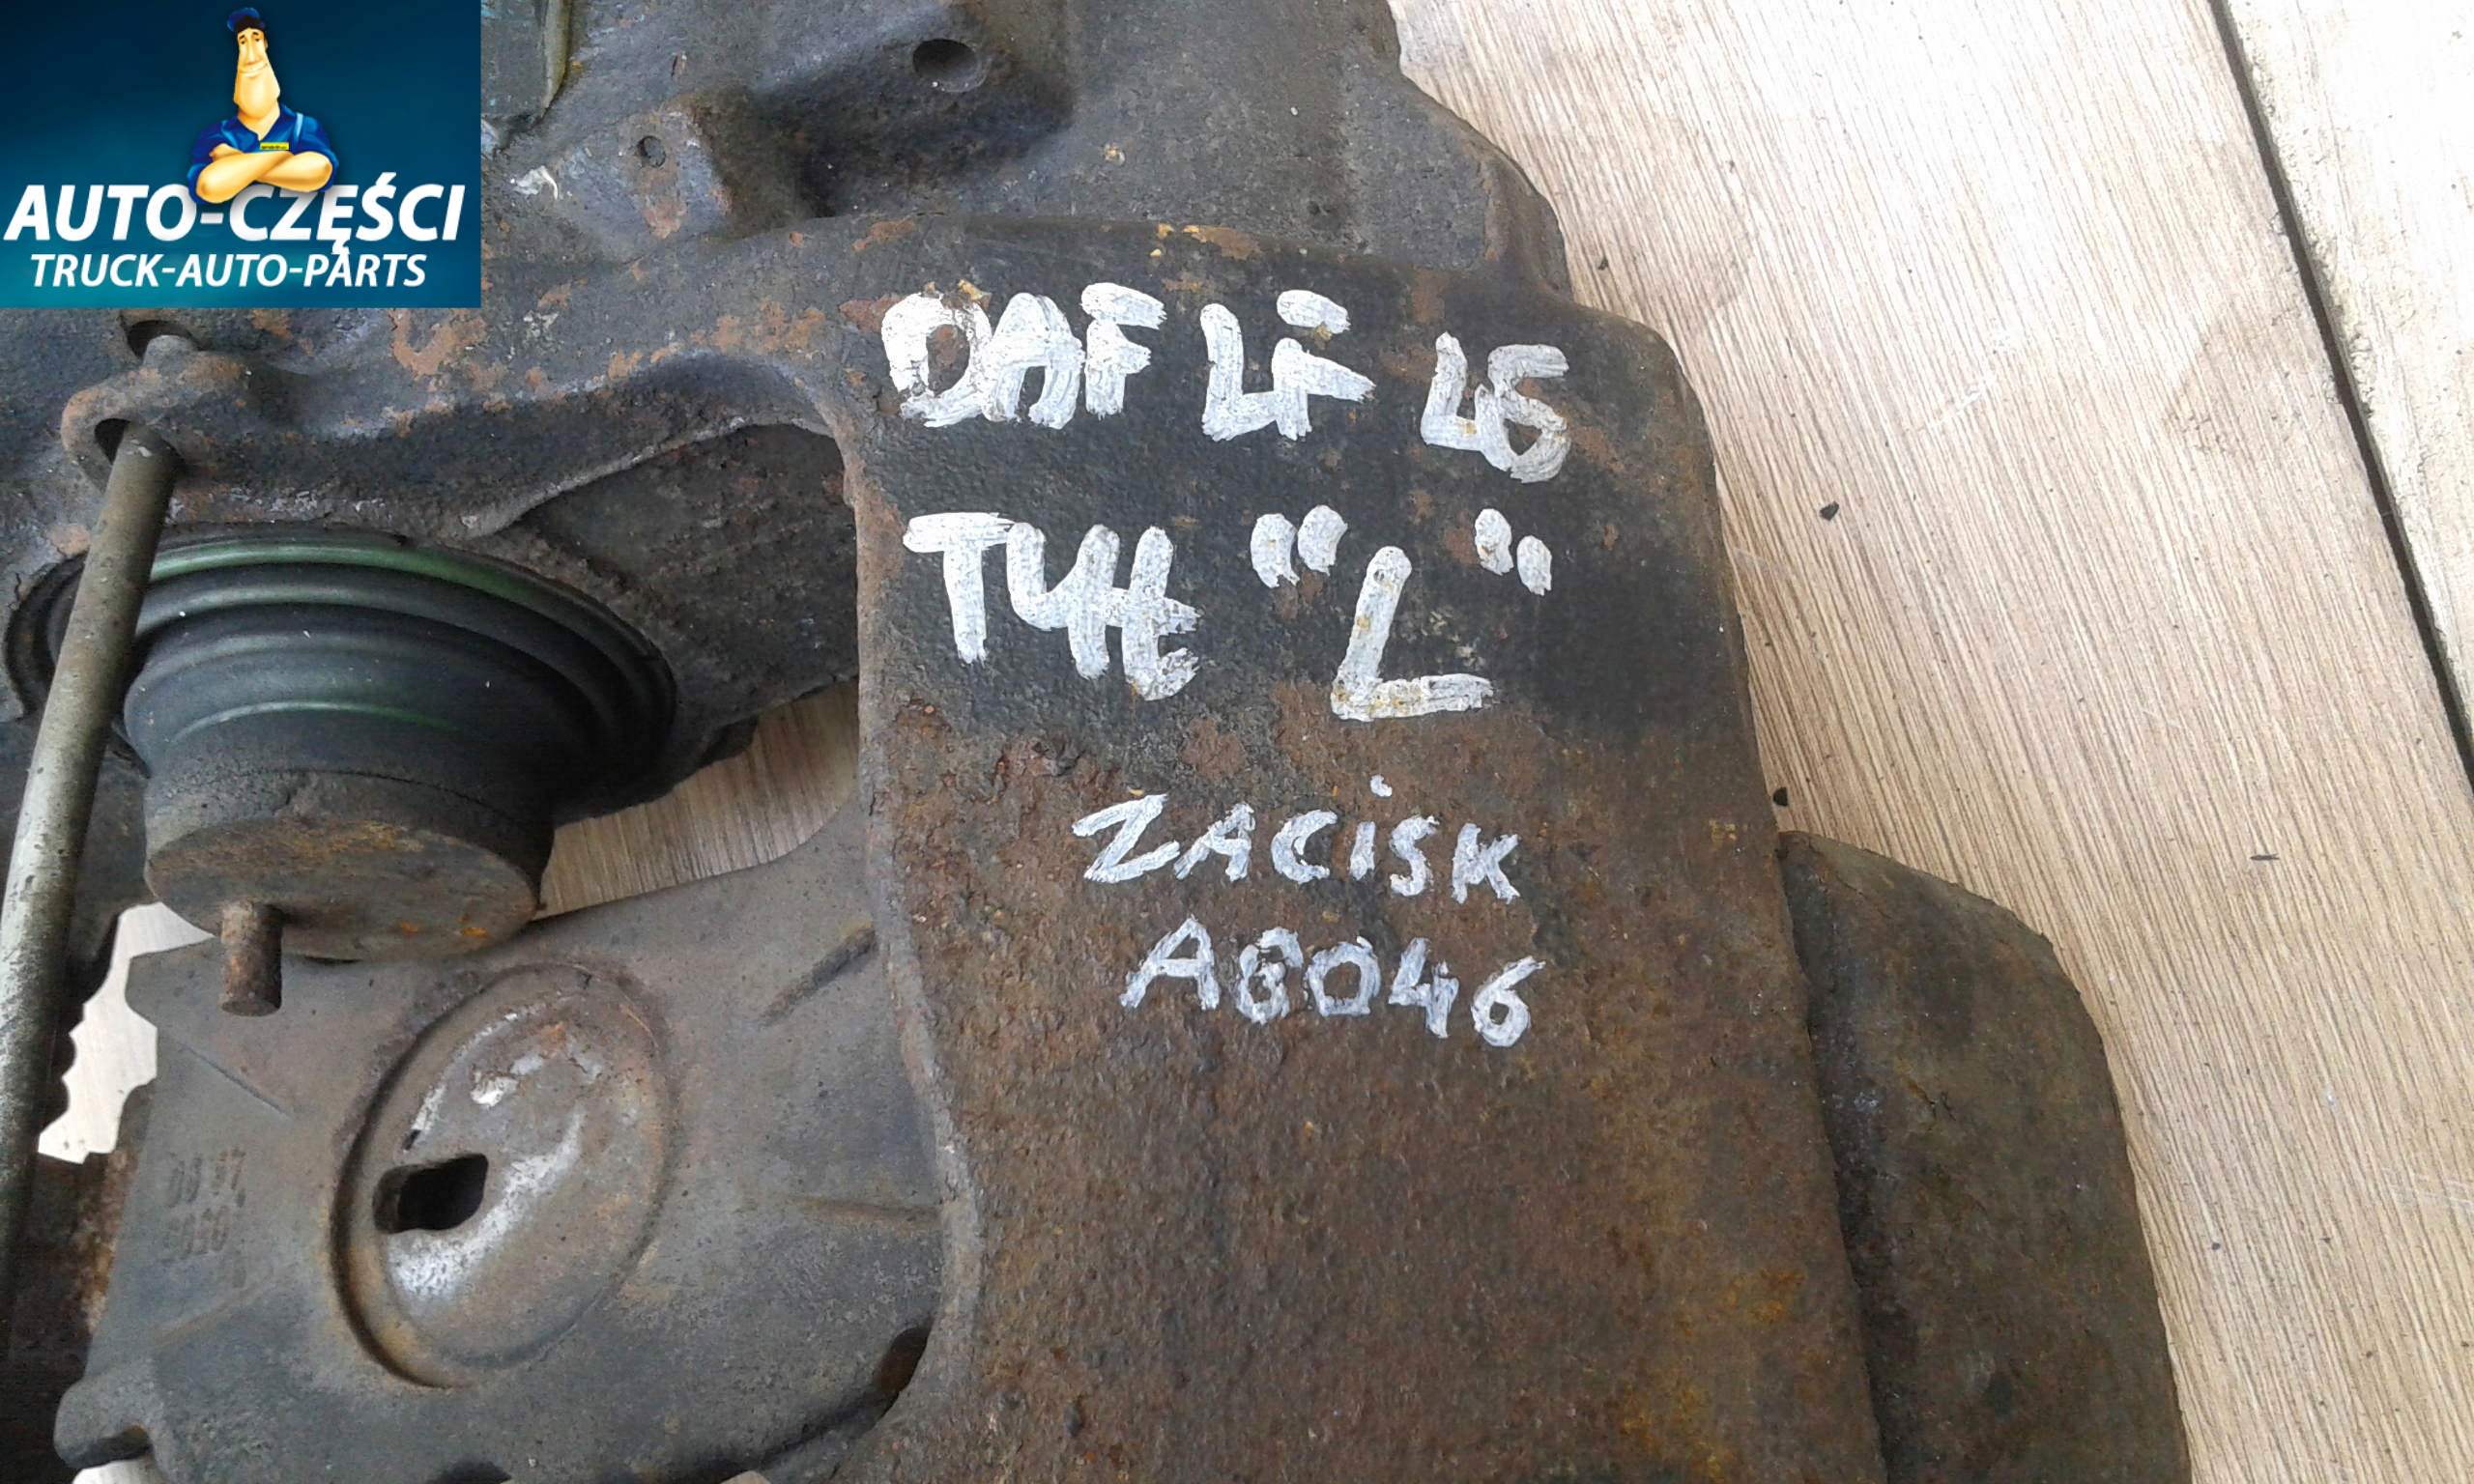 AUTO-CZĘŚCI
TRUCK-AUTO-PARTS
DAF LF 45
TYŁ "L"
ZACISK
A8046